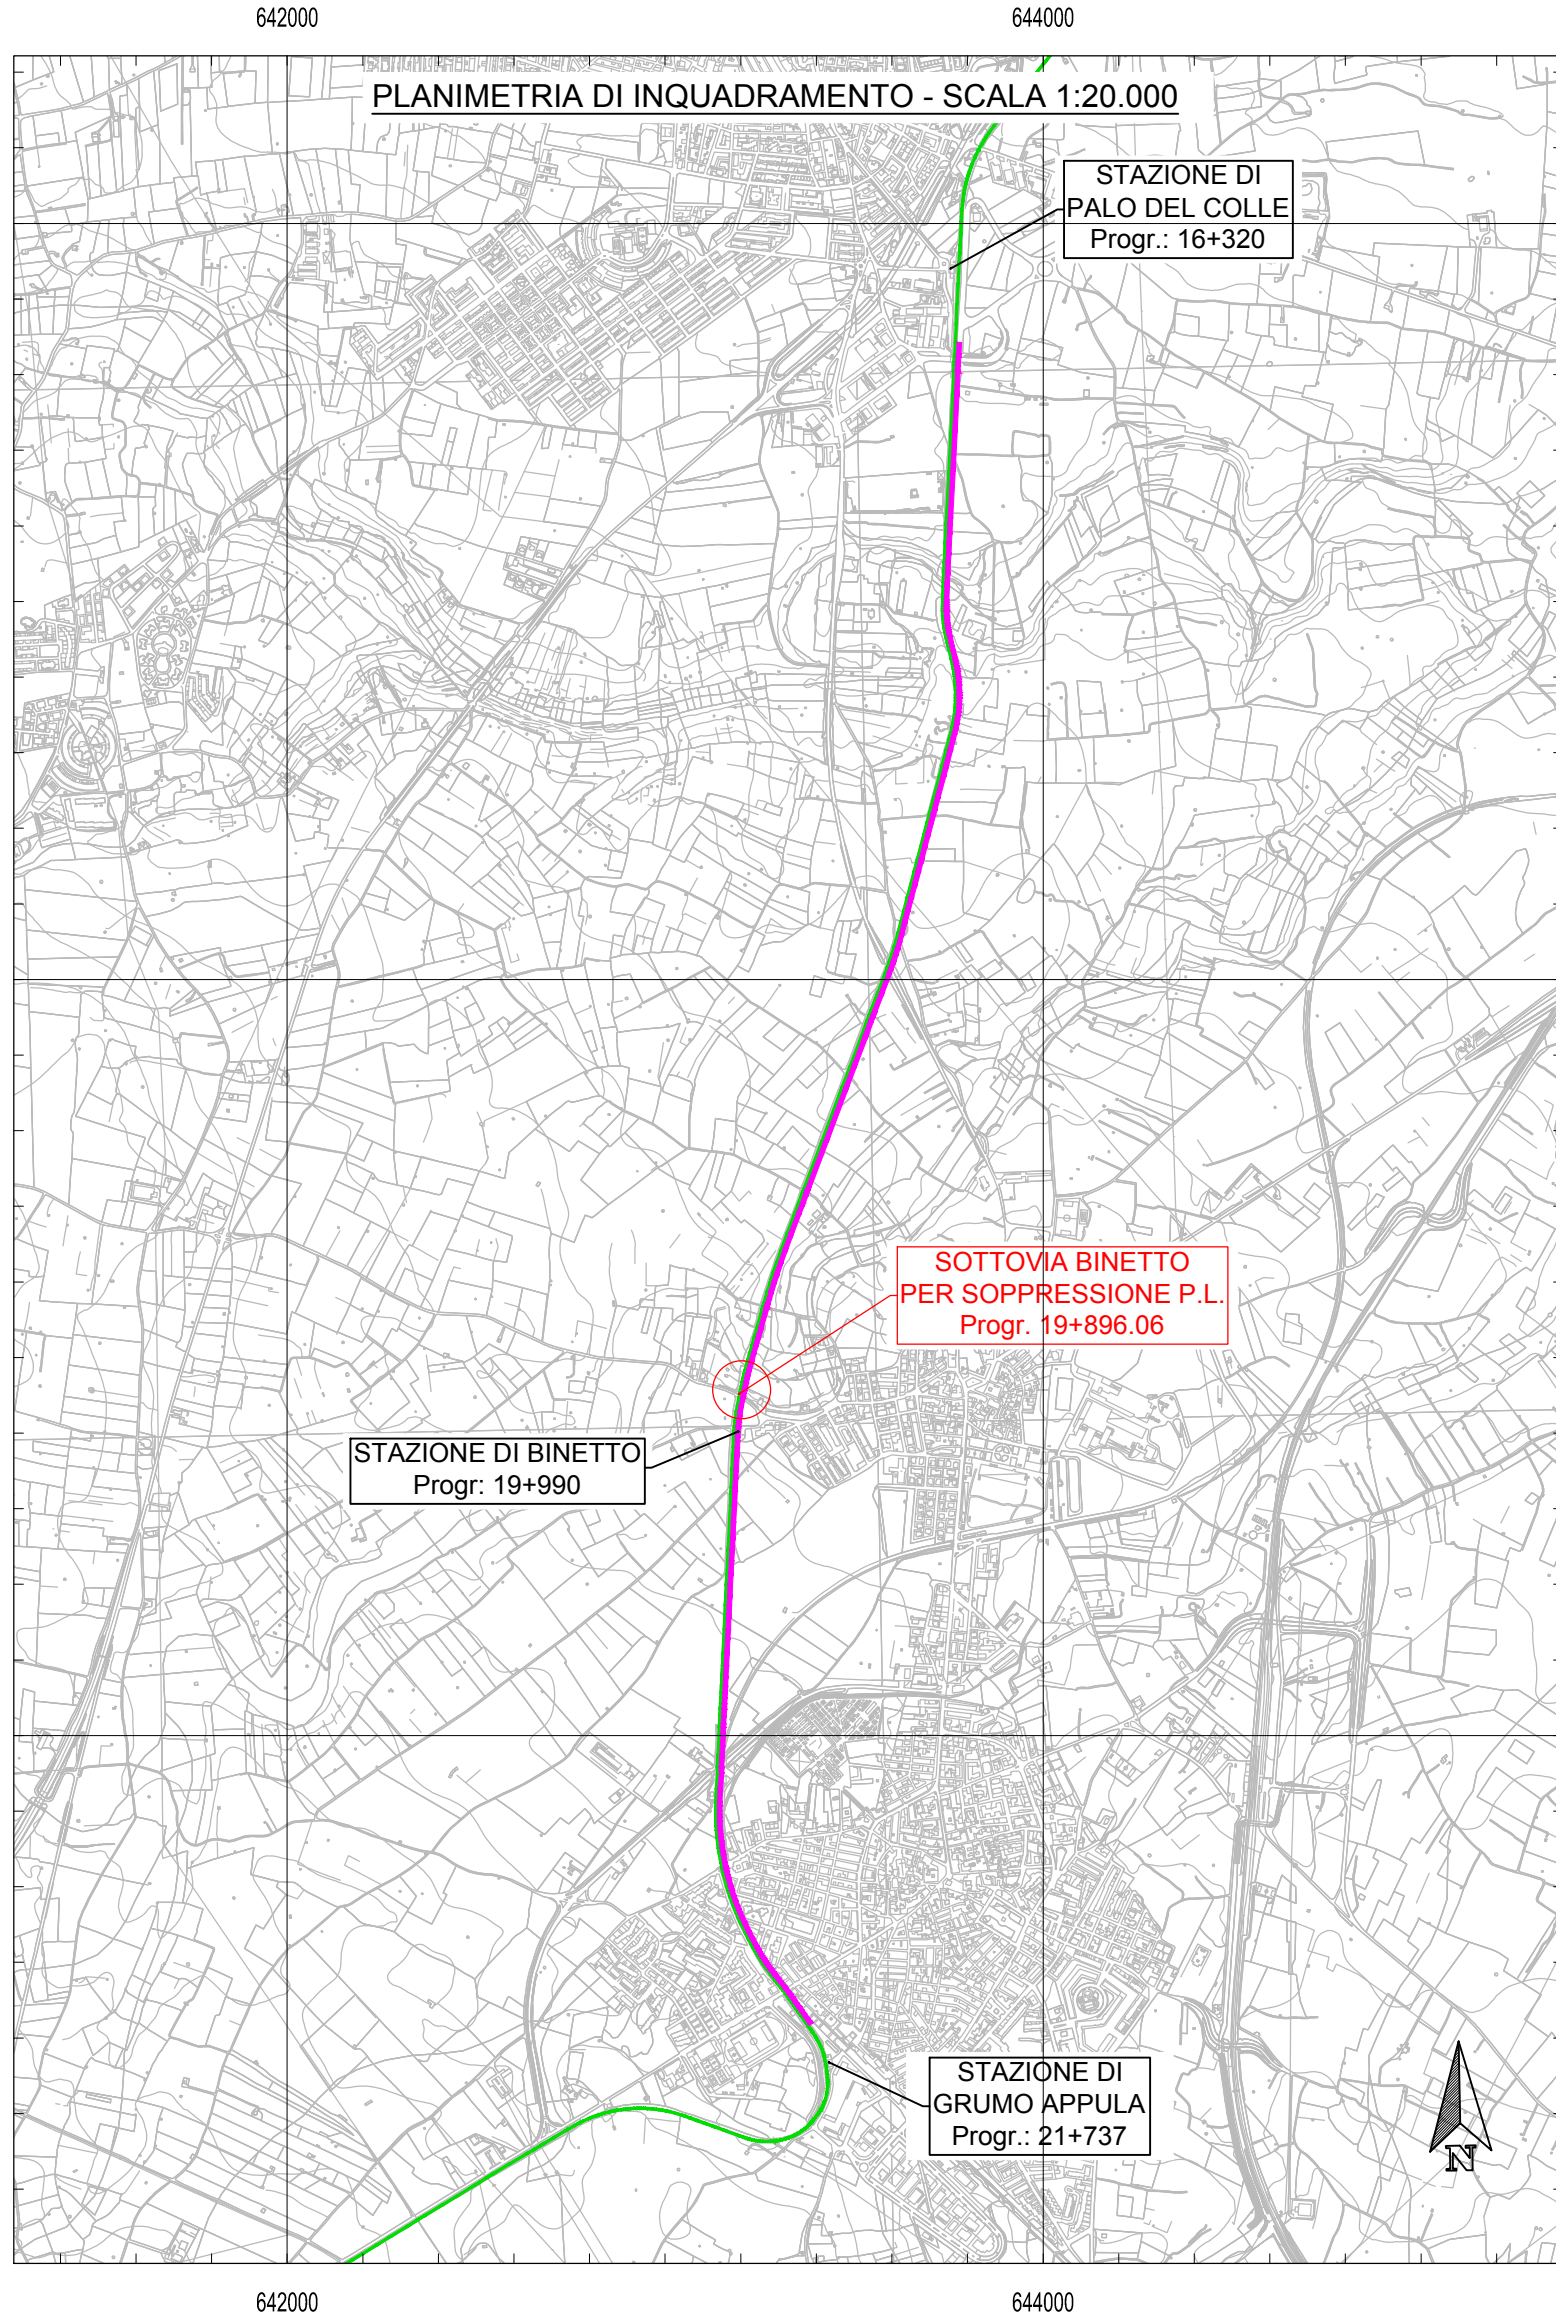 642000
644000
PLANIMETRIA DI INQUADRAMENTO - SCALA 1:20.000
STAZIONE DI
PALO DEL COLLE
Progr.: 16+320
SOTTOVIA BINETTO
PER SOPPRESSIONE P.L.
Progr. 19+896.06
STAZIONE DI BINETTO
Progr: 19+990
STAZIONE DI
GRUMO APPULA
Progr.: 21+737
N
642000
644000